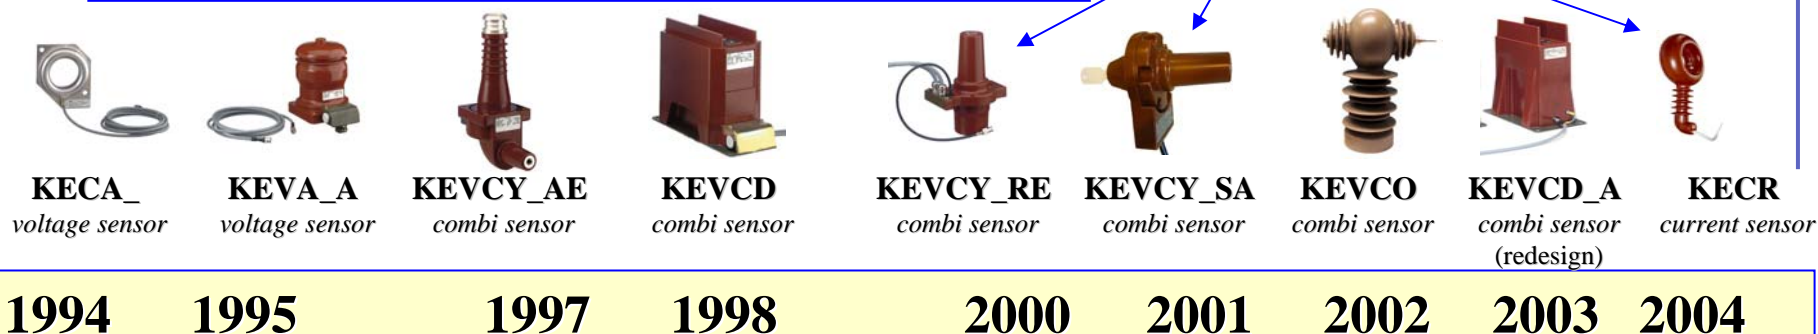 KECA_ KEVA_A KEVCY_AE KEVCD KEVCY_RE KEVCY_SA KEVCO KEVCD_A KECR
voltage sensor voltage sensor combi sensor combi sensor combi sensor combi sensor combi sensor combi sensor current sensor
(redesign)
1994 1995 1997 1998 2000 2001 2002 2003 2004